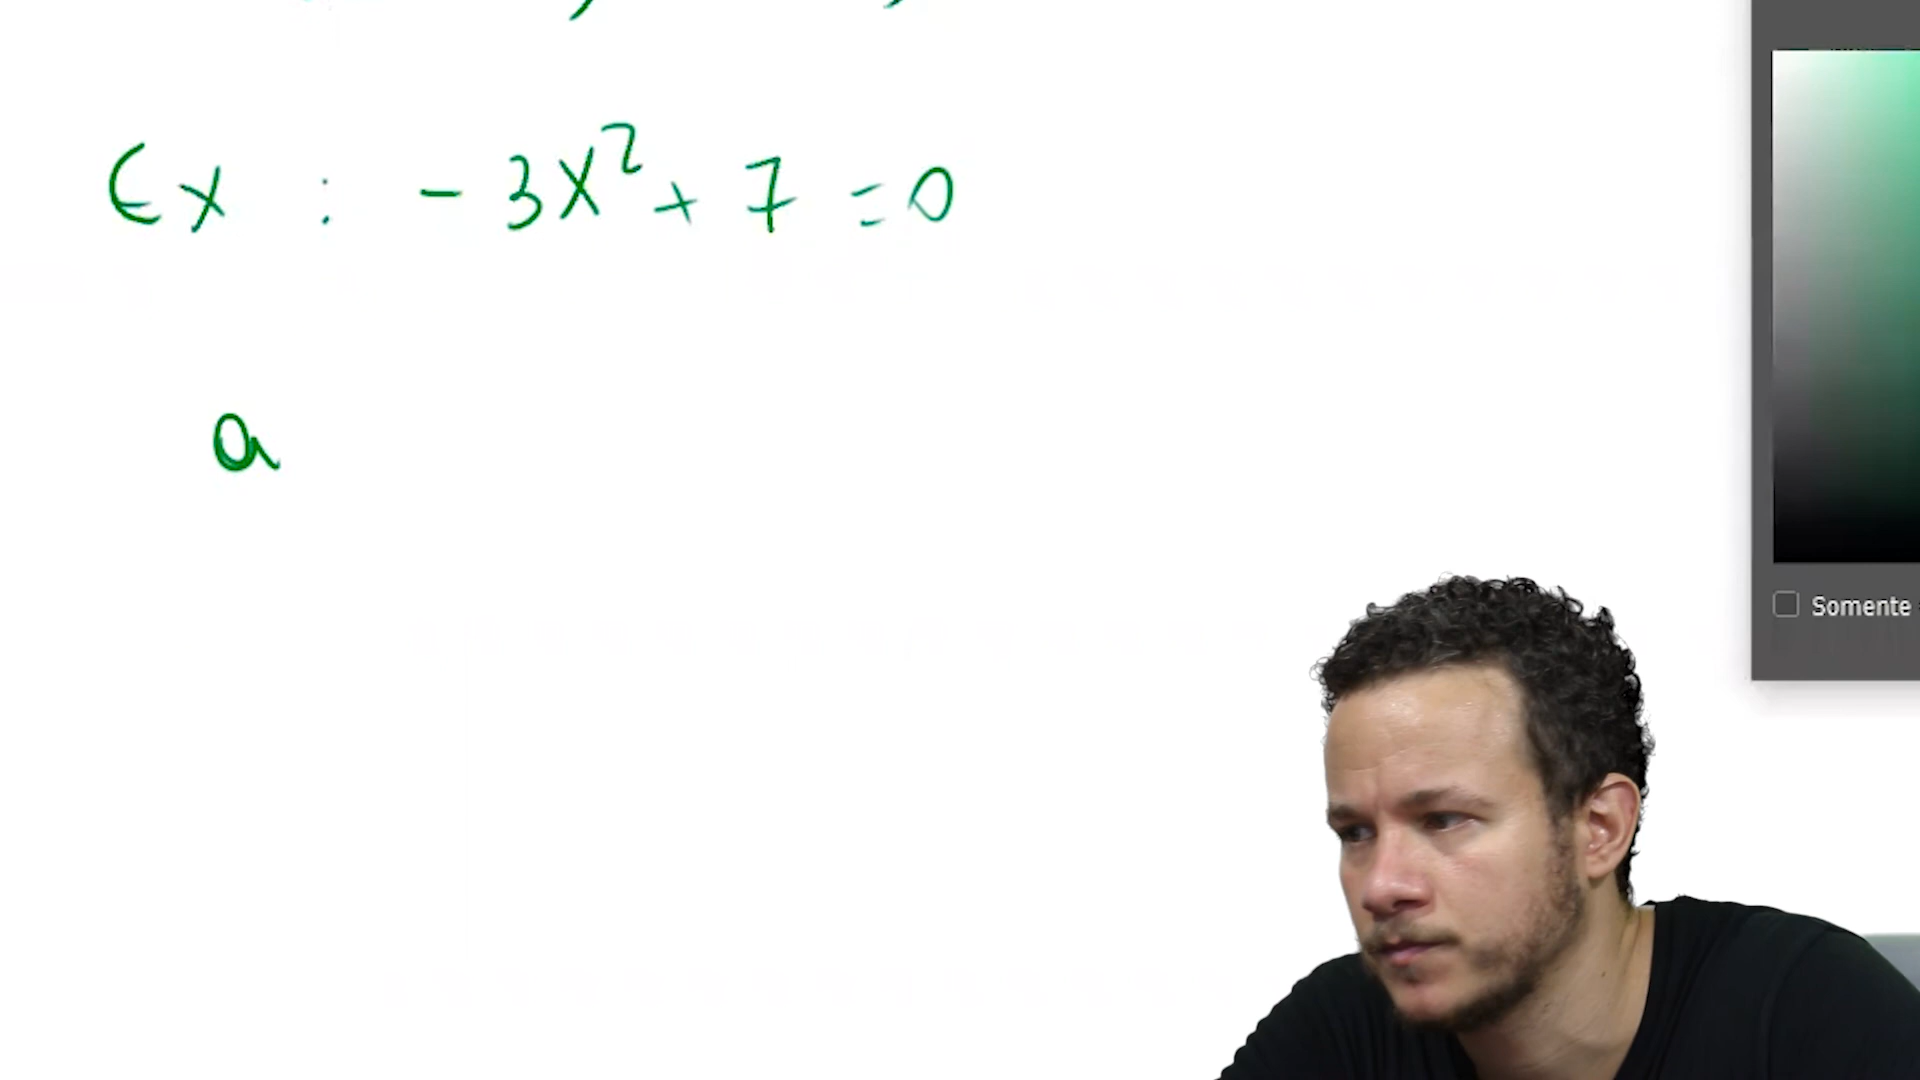 Ex : - 3x² + 7 = 0
a
Somente